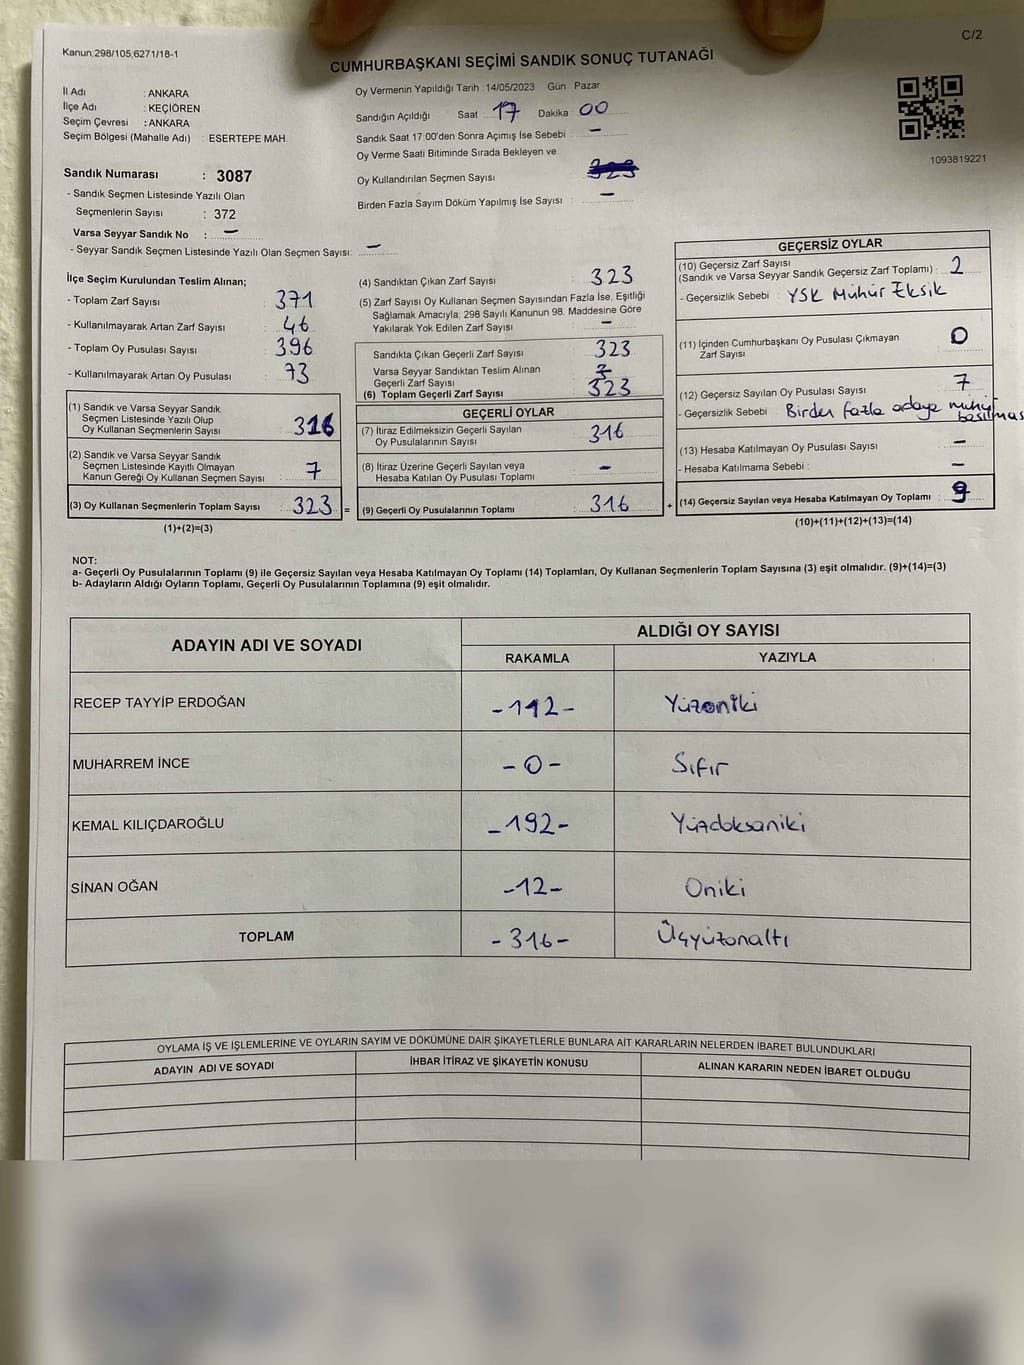 C/2
Kanun:298/105,6271/18-1
CUMHURBAŞKANI SEÇİMİ SANDIK SONUÇ TUTANAĞI
İl Adı : ANKARA
İlçe Adı : KEÇİÖREN
Seçim Çevresi : ANKARA
Seçim Bölgesi (Mahalle Adı) : ESERTEPE MAH.
Sandık Numarası : 3087
- Sandık Seçmen Listesinde Yazılı Olan
Seçmenlerin Sayısı : 372
Varsa Seyyar Sandık No : —
- Seyyar Sandık Seçmen Listesinde Yazılı Olan Seçmen Sayısı: —
Oy Vermenin Yapıldığı Tarih : 14/05/2023 Gün Pazar
Sandığın Açıldığı Saat 17 Dakika 00
Sandık Saat 17:00'den Sonra Açımış İse Sebebi : —
Oy Verme Saati Bitiminde Sırada Bekleyen ve
Oy Kullandırılan Seçmen Sayısı
Birden Fazla Sayım Döküm Yapılmış İse Sayısı : —
1093819221
İlçe Seçim Kurulundan Teslim Alınan;
- Toplam Zarf Sayısı : 371
- Kullanılmayarak Artan Zarf Sayısı : 46
- Toplam Oy Pusulası Sayısı : 396
- Kullanılmayarak Artan Oy Pusulası : 73
(1) Sandık ve Varsa Seyyar Sandık
Seçmen Listesinde Yazılı Olup
Oy Kullanan Seçmenlerin Sayısı : 316
(2) Sandık ve Varsa Seyyar Sandık
Seçmen Listesinde Kayıtlı Olmayan
Kanun Gereği Oy Kullanan Seçmen Sayısı : 7
(3) Oy Kullanan Seçmenlerin Toplam Sayısı : 323 =
(1)+(2)=(3)
(4) Sandıktan Çıkan Zarf Sayısı : 323
(5) Zarf Sayısı Oy Kullanan Seçmen Sayısından Fazla İse, Eşitliği
Sağlamak Amacıyla, 298 Sayılı Kanunun 98. Maddesine Göre
Yakılarak Yok Edilen Zarf Sayısı : —
Sandıkta Çıkan Geçerli Zarf Sayısı : 323
Varsa Seyyar Sandıktan Teslim Alınan
Geçerli Zarf Sayısı
(6) Toplam Geçerli Zarf Sayısı : 323
GEÇERLİ OYLAR
(7) İtiraz Edilmeksizin Geçerli Sayılan
Oy Pusulalarının Sayısı : 316
(8) İtiraz Üzerine Geçerli Sayılan veya
Hesaba Katılan Oy Pusulası Toplamı : —
(9) Geçerli Oy Pusulalarının Toplamı : 316 +
GEÇERSİZ OYLAR
(10) Geçersiz Zarf Sayısı
(Sandık ve Varsa Seyyar Sandık Geçersiz Zarf Toplamı) : 2
- Geçersizlik Sebebi : YSK Mühür Eksik
(11) İçinden Cumhurbaşkanı Oy Pusulası Çıkmayan
Zarf Sayısı : 0
(12) Geçersiz Sayılan Oy Pusulası Sayısı : 7
- Geçersizlik Sebebi : Birden fazla adaya mühür
basılması
(13) Hesaba Katılmayan Oy Pusulası Sayısı : —
- Hesaba Katılmama Sebebi : —
(14) Geçersiz Sayılan veya Hesaba Katılmayan Oy Toplamı : 9
(10)+(11)+(12)+(13)=(14)
NOT:
a- Geçerli Oy Pusulalarının Toplamı (9) ile Geçersiz Sayılan veya Hesaba Katılmayan Oy Toplamı (14) Toplamları, Oy Kullanan Seçmenlerin Toplam Sayısına (3) eşit olmalıdır. (9)+(14)=(3)
b- Adayların Aldığı Oyların Toplamı, Geçerli Oy Pusulalarının Toplamına (9) eşit olmalıdır.
ADAYIN ADI VE SOYADI ALDIĞI OY SAYISI
RAKAMLA YAZIYLA
RECEP TAYYİP ERDOĞAN -112- Yüzoniki
MUHARREM İNCE -0- Sıfır
KEMAL KILIÇDAROĞLU -192- Yüzdoksaniki
SİNAN OĞAN -12- Oniki
TOPLAM -316- Üçyüzonaltı
OYLAMA İŞ VE İŞLEMLERİNE VE OYLARIN SAYIM VE DÖKÜMÜNE DAİR ŞİKAYETLERLE BUNLARA AİT KARARLARIN NELERDEN İBARET BULUNDUKLARI
ADAYIN ADI VE SOYADI İHBAR İTİRAZ VE ŞİKAYETİN KONUSU ALINAN KARARIN NEDEN İBARET OLDUĞU